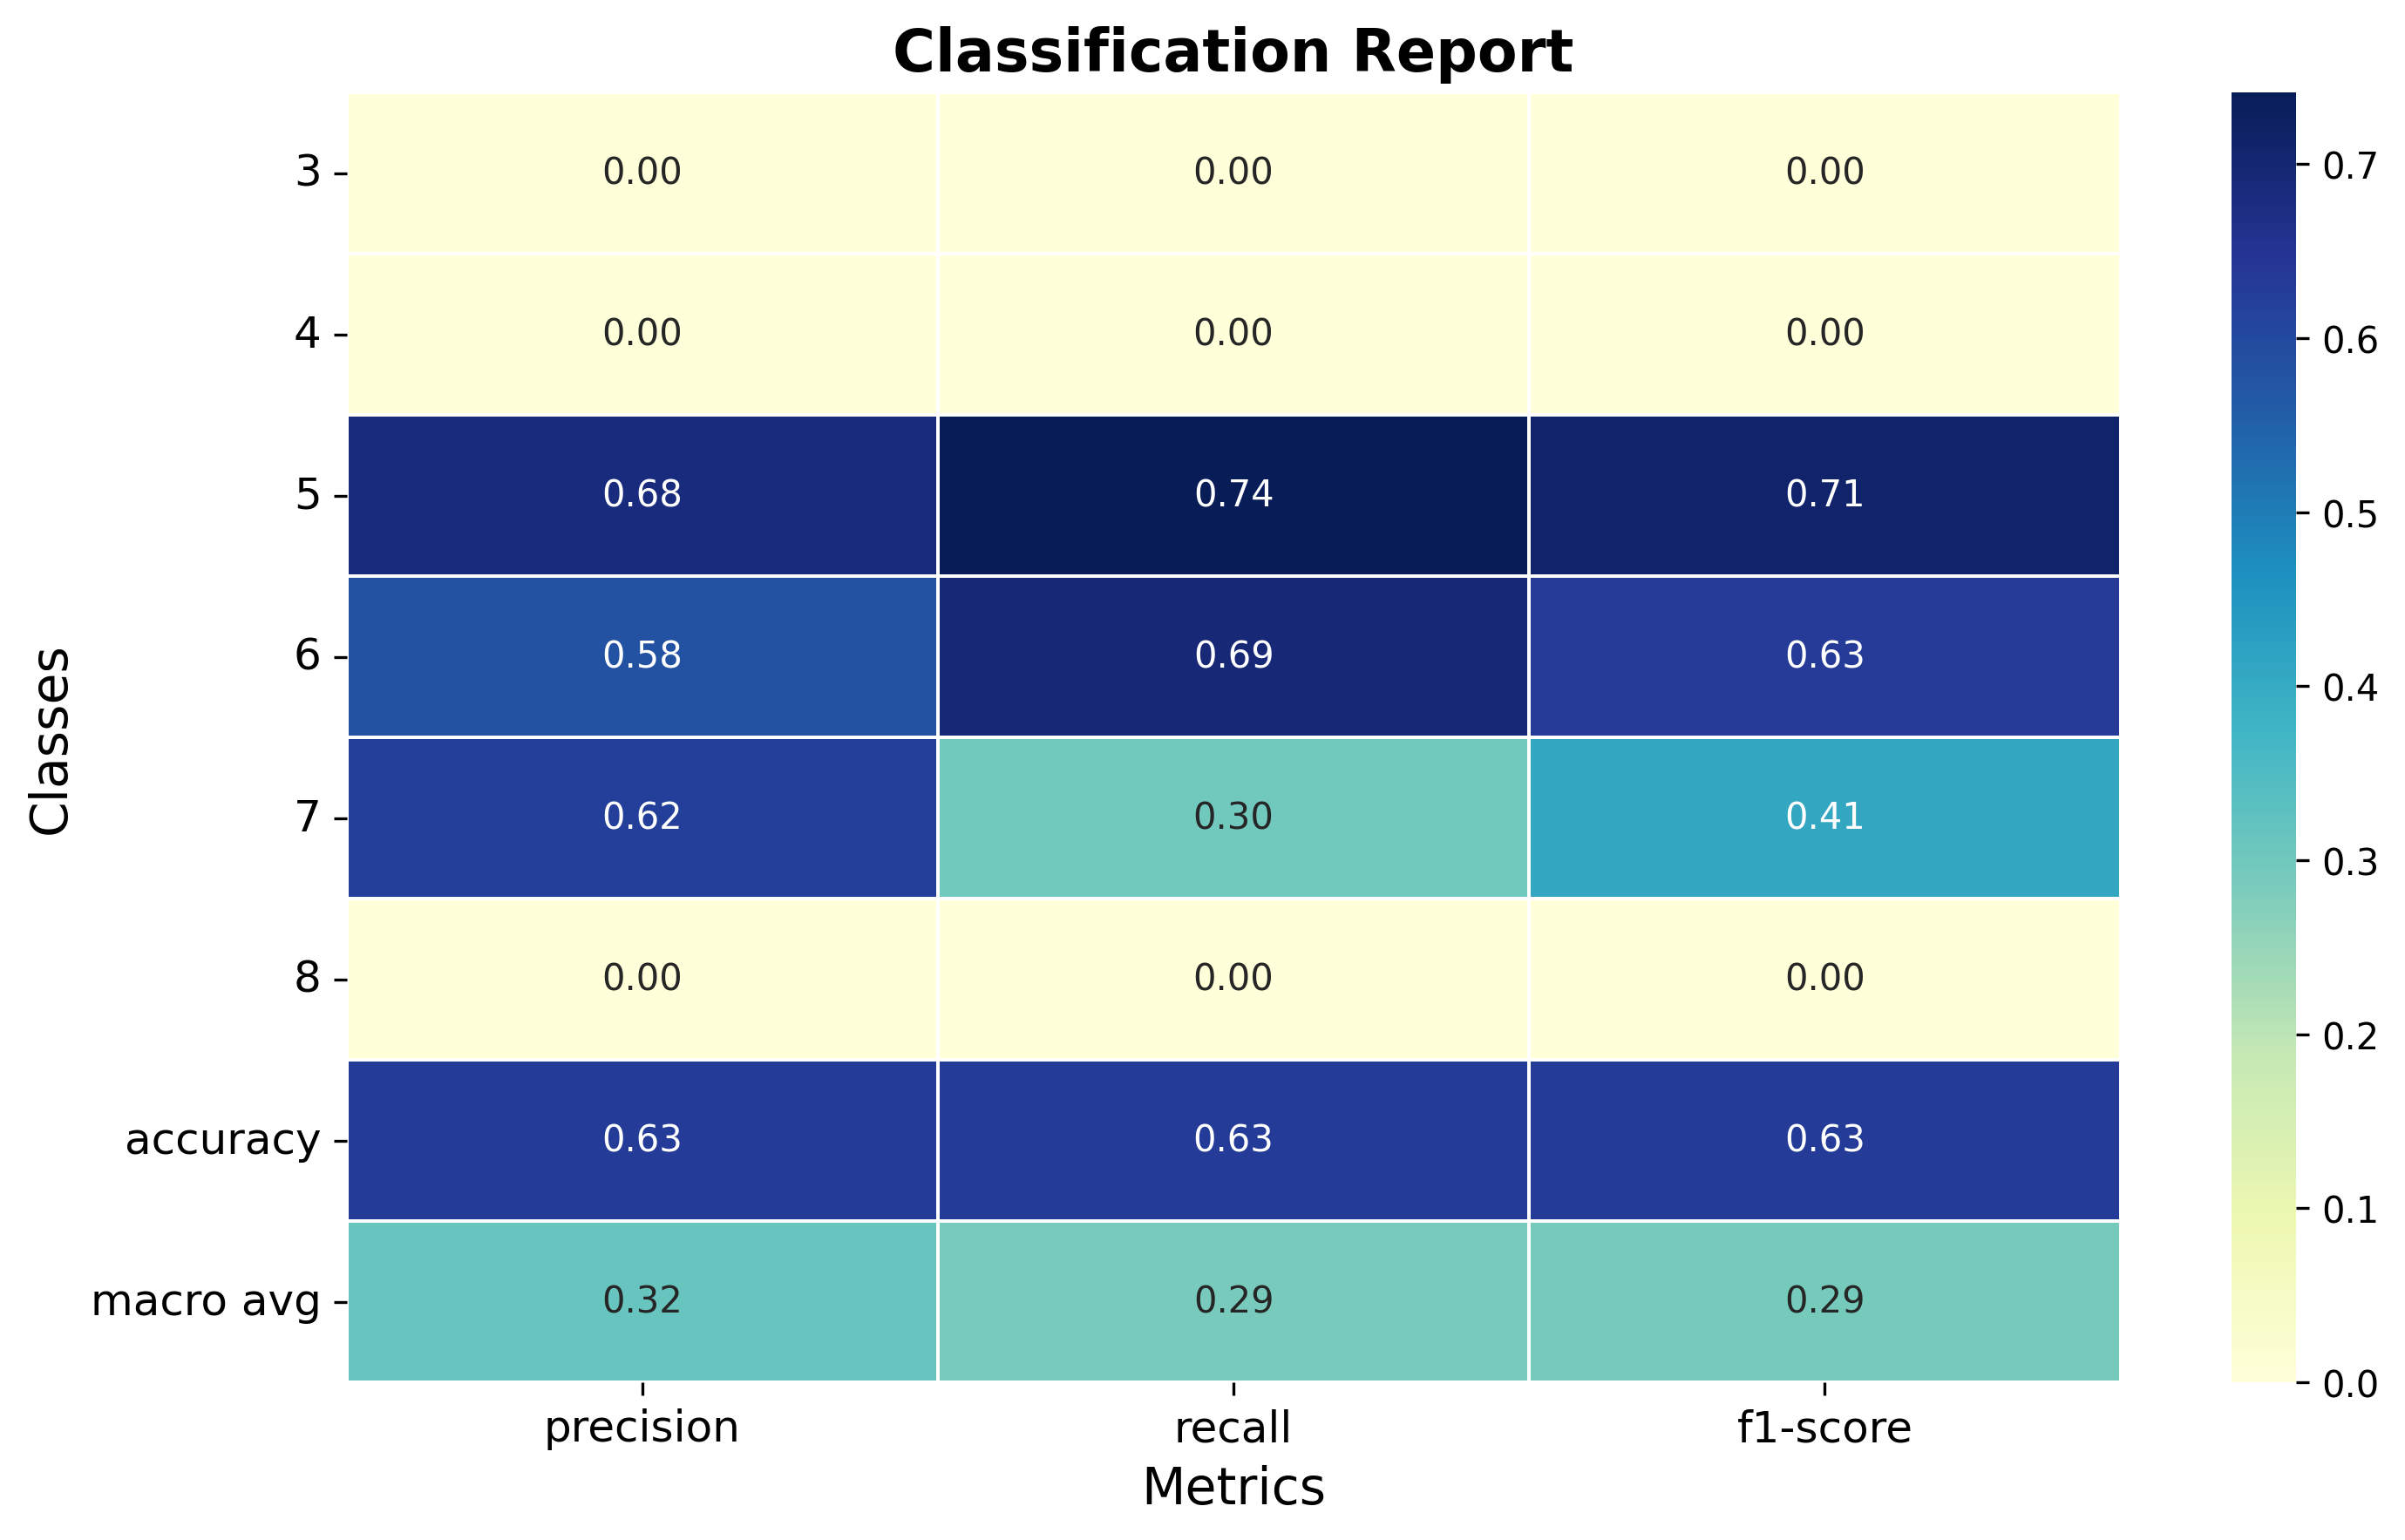 Classification Report
3 0.00 0.00 0.00
4 0.00 0.00 0.00
5 0.68 0.74 0.71
6 0.58 0.69 0.63
7 0.62 0.30 0.41
8 0.00 0.00 0.00
accuracy 0.63 0.63 0.63
macro avg 0.32 0.29 0.29
precision recall f1-score
Metrics
Classes
0.7
0.6
0.5
0.4
0.3
0.2
0.1
0.0